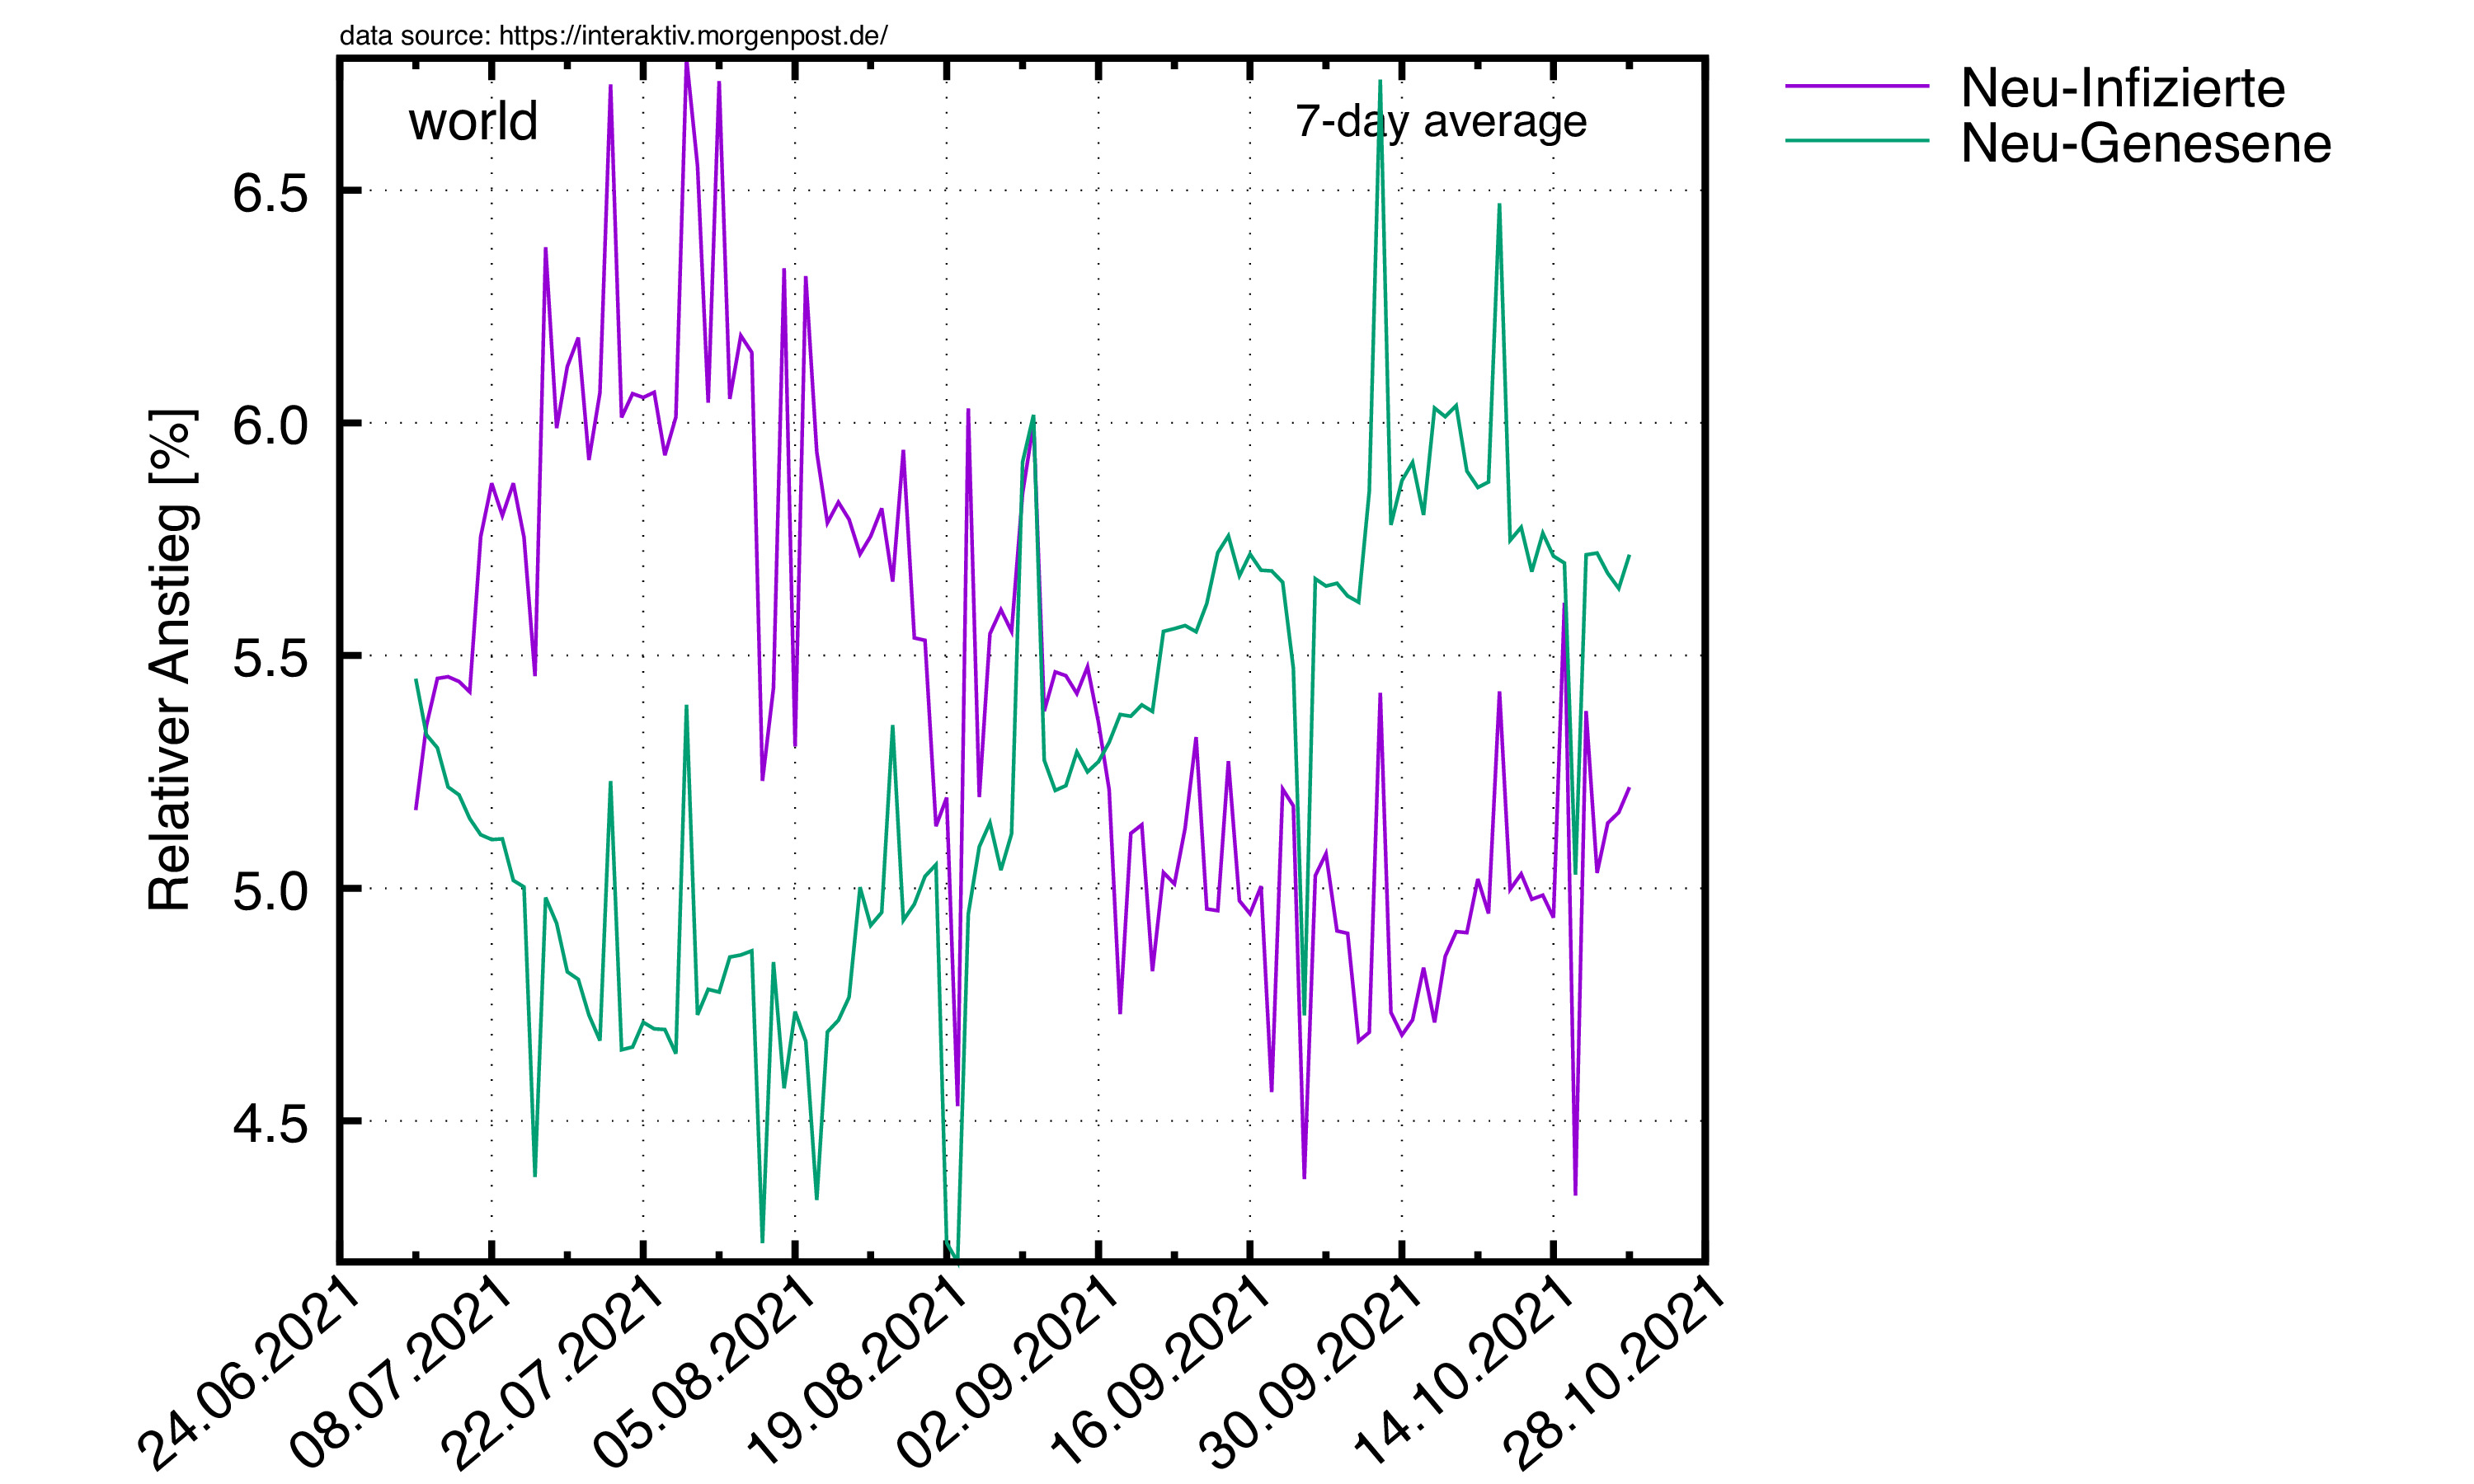 data source: https://interaktiv.morgenpost.de/
world
7-day average
Neu-Infizierte
Neu-Genesene
Relativer Anstieg [%]
6.5
6.0
5.5
5.0
4.5
24.06.2021
08.07.2021
22.07.2021
05.08.2021
19.08.2021
02.09.2021
16.09.2021
30.09.2021
14.10.2021
28.10.2021